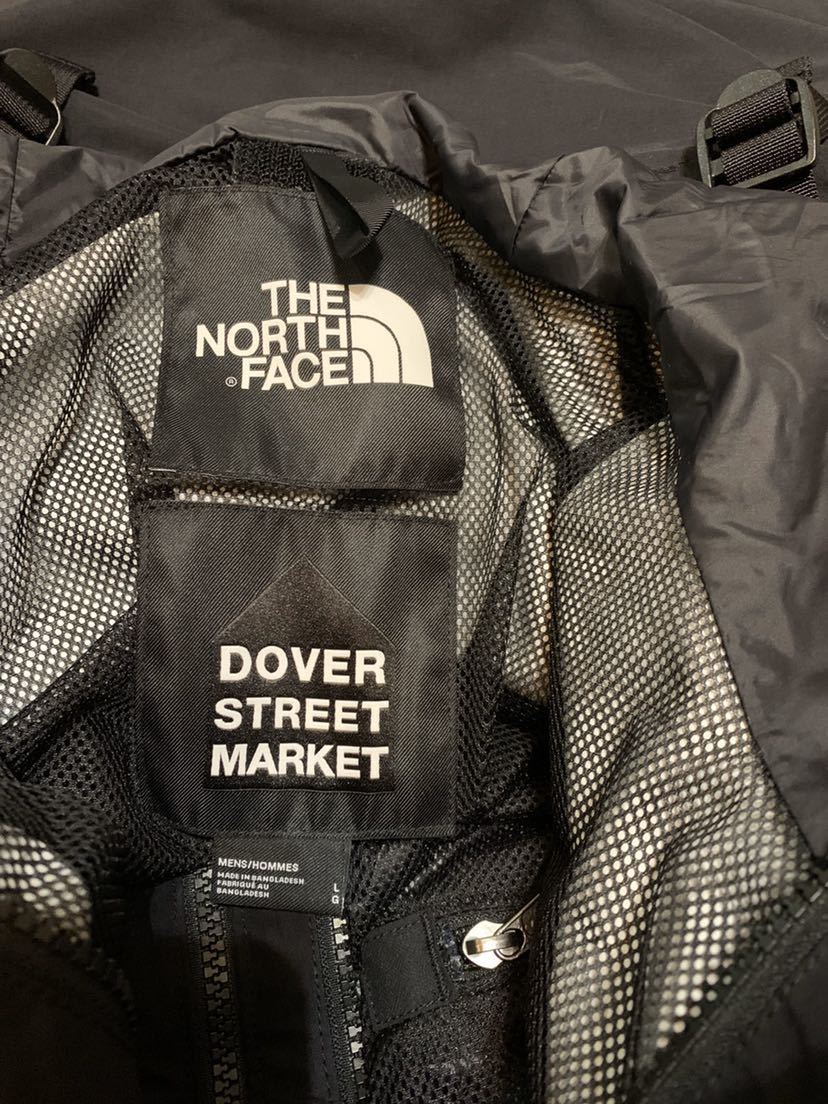 THE
NORTH
® FACE
DOVER
STREET
MARKET
MENS/HOMMES
MADE IN BANGLADESH
FABRIQUÉ AU
BANGLADESH
L
G